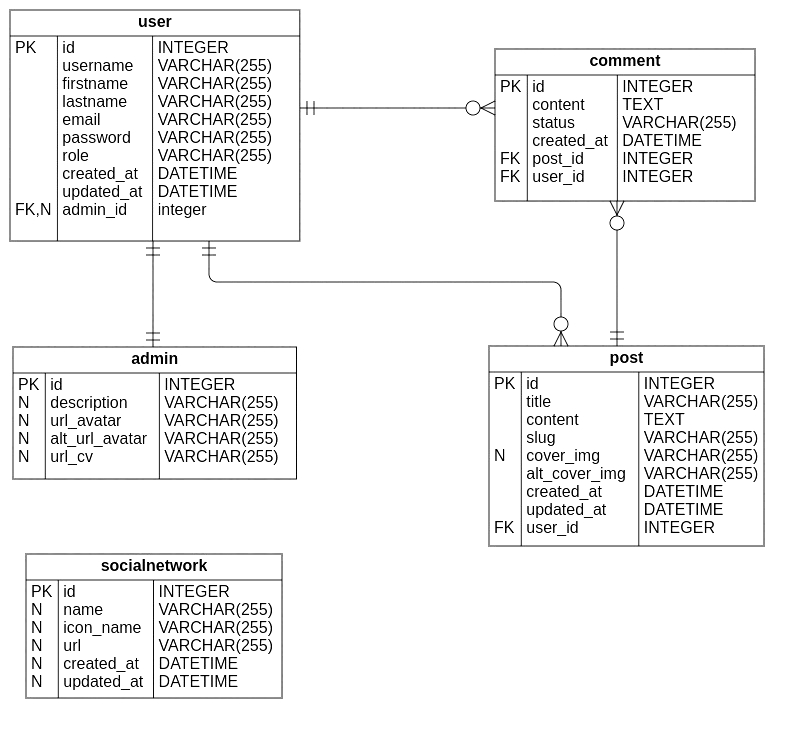 user
PK id INTEGER
username VARCHAR(255)
firstname VARCHAR(255)
lastname VARCHAR(255)
email VARCHAR(255)
password VARCHAR(255)
role VARCHAR(255)
created_at DATETIME
updated_at DATETIME
FK,N admin_id integer
comment
PK id INTEGER
content TEXT
status VARCHAR(255)
created_at DATETIME
FK post_id INTEGER
FK user_id INTEGER
admin
PK id INTEGER
N description VARCHAR(255)
N url_avatar VARCHAR(255)
N alt_url_avatar VARCHAR(255)
N url_cv VARCHAR(255)
post
PK id INTEGER
title VARCHAR(255)
content TEXT
slug VARCHAR(255)
N cover_img VARCHAR(255)
alt_cover_img VARCHAR(255)
created_at DATETIME
updated_at DATETIME
FK user_id INTEGER
socialnetwork
PK id INTEGER
N name VARCHAR(255)
N icon_name VARCHAR(255)
N url VARCHAR(255)
N created_at DATETIME
N updated_at DATETIME